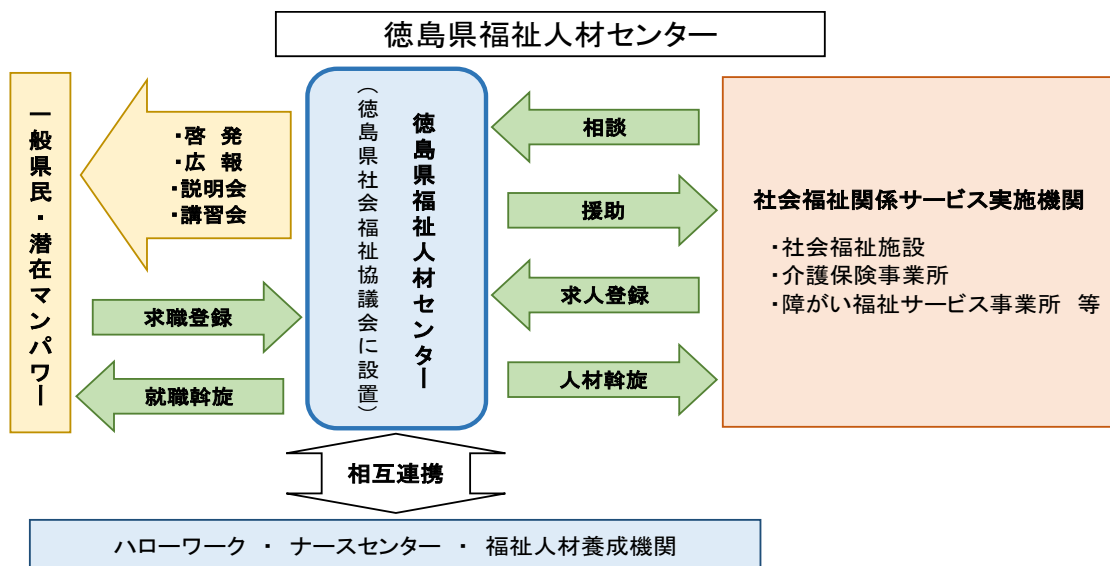 徳島県福祉人材センター
一般県民・潜在マンパワー
・啓　発
・広　報
・説明会
・講習会
求職登録
就職斡旋
徳島県福祉人材センター
（徳島県社会福祉協議会に設置）
相談
援助
求人登録
人材斡旋
社会福祉関係サービス実施機関
・社会福祉施設
・介護保険事業所
・障がい福祉サービス事業所　等
相互連携
ハローワーク　・　ナースセンター　・　福祉人材養成機関